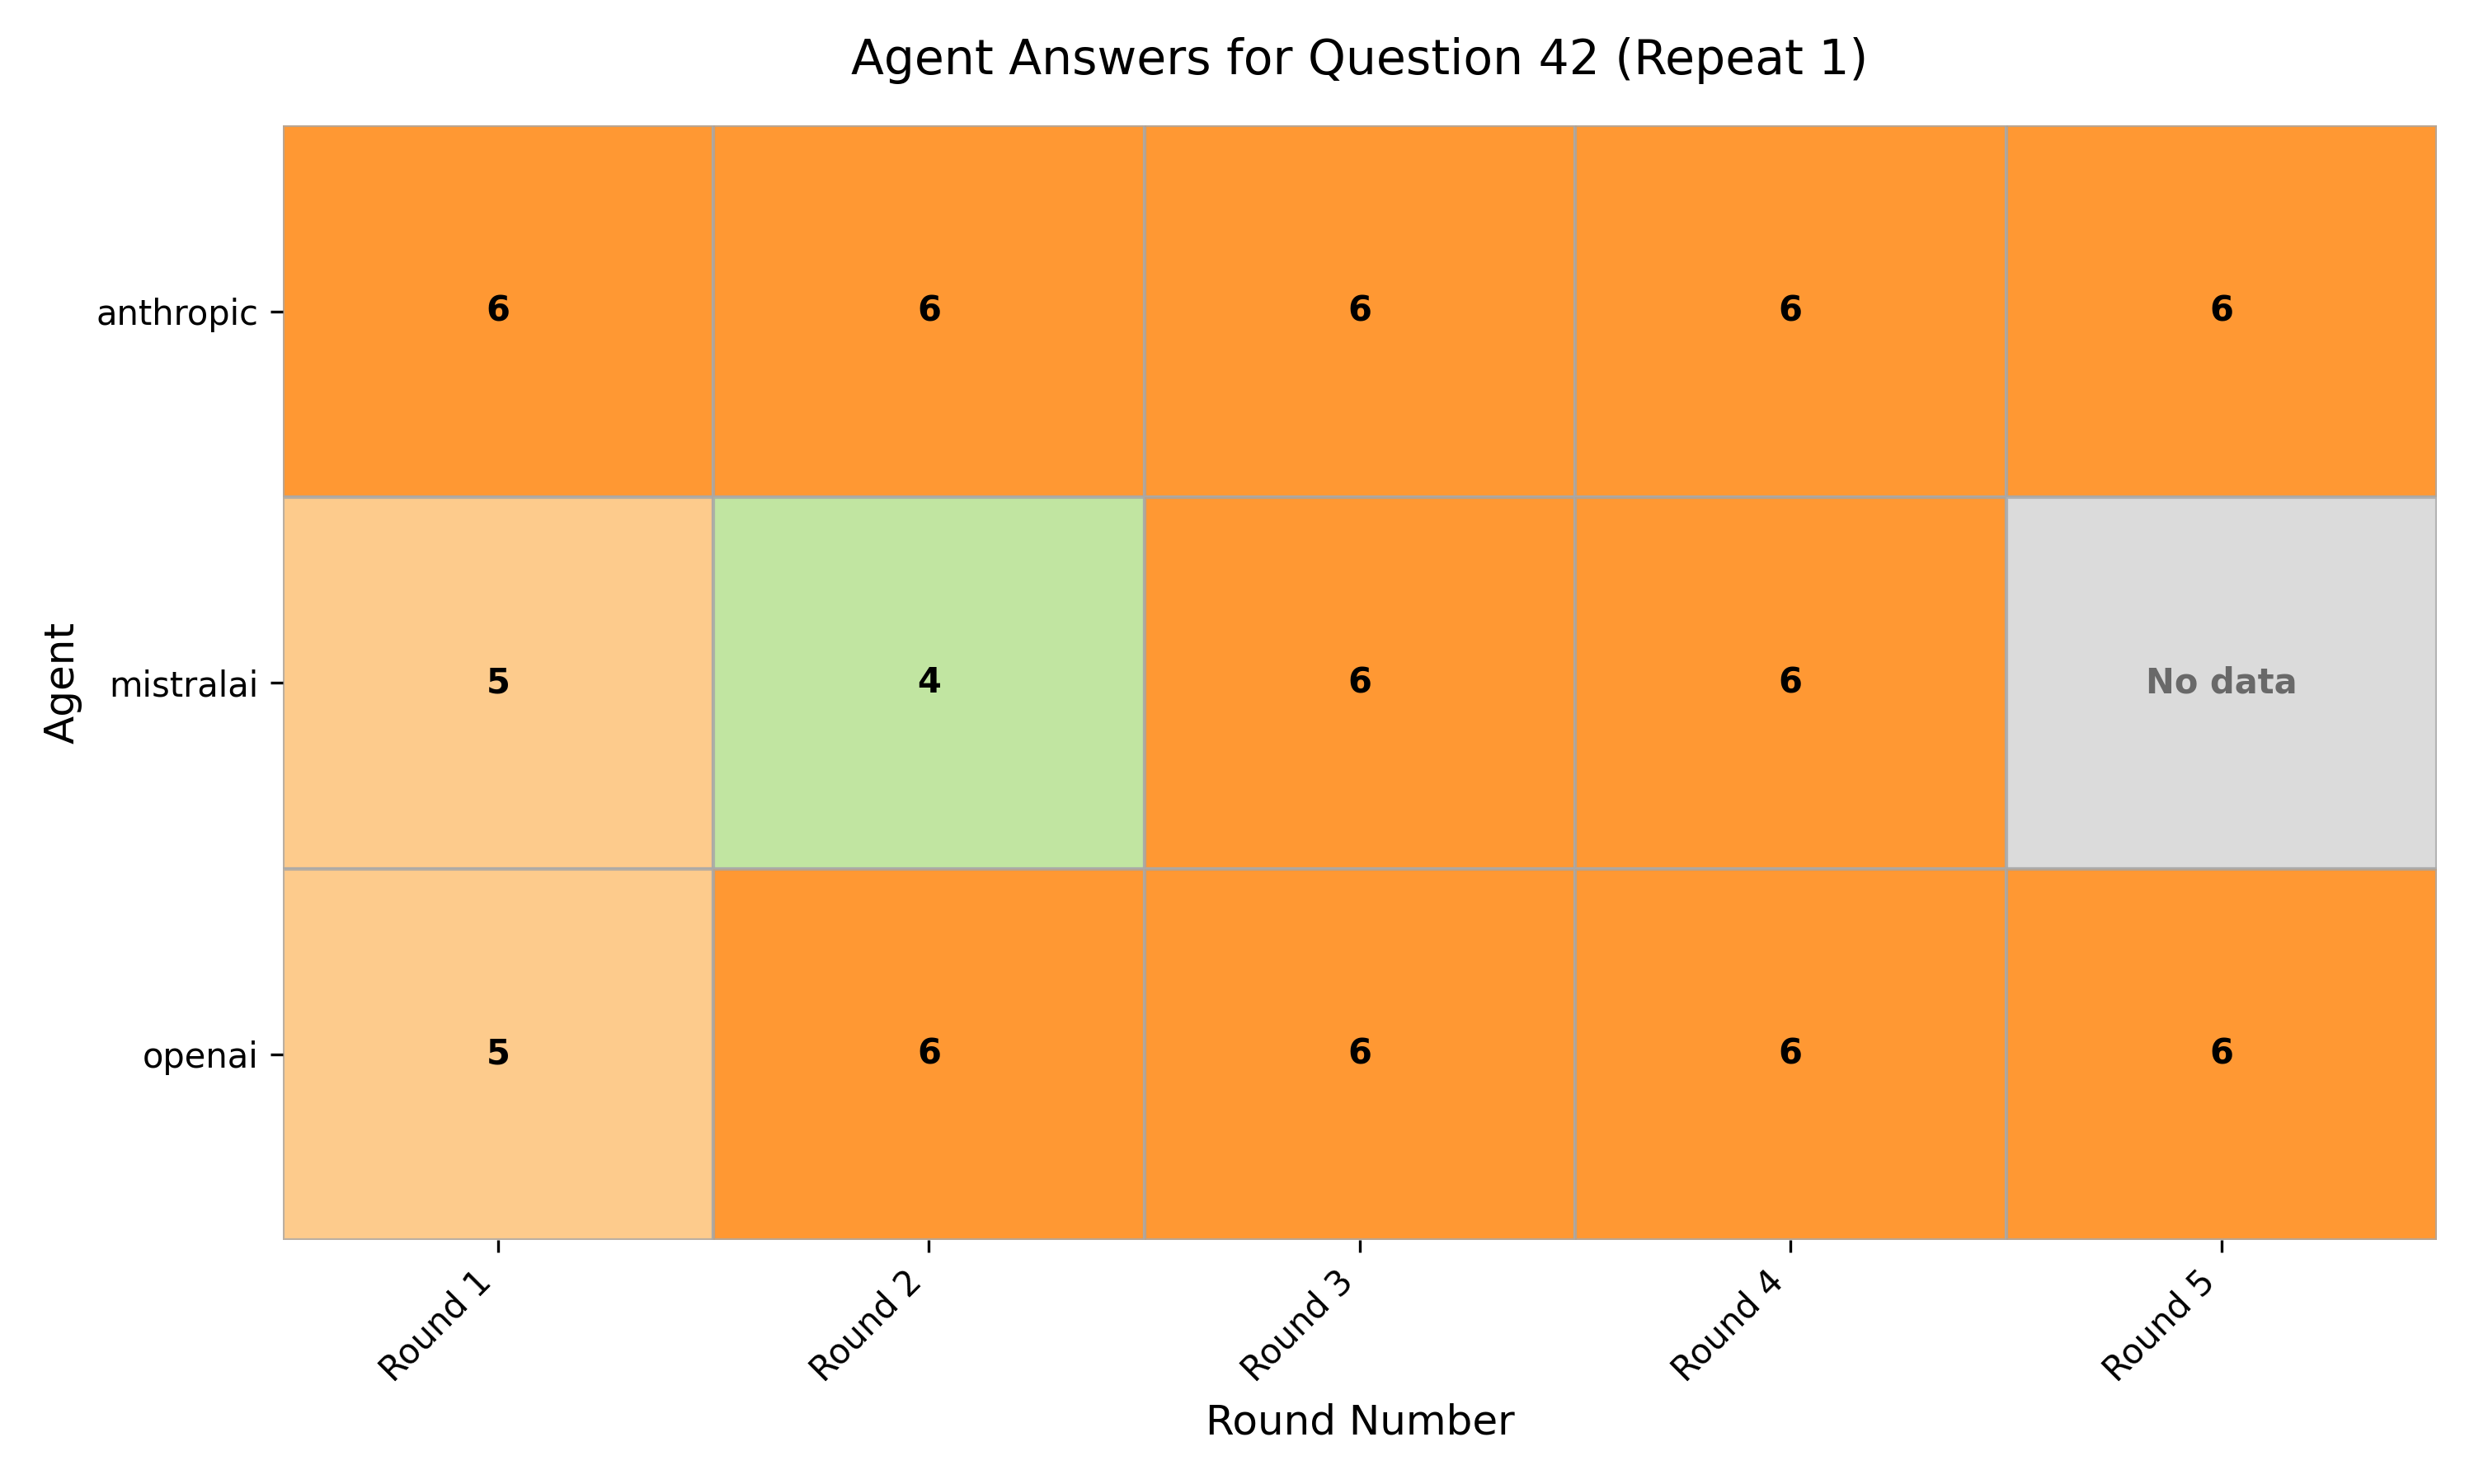 Agent Answers for Question 42 (Repeat 1)
Agent
anthropic 6 6 6 6 6
mistralai 5 4 6 6 No data
openai 5 6 6 6 6
Round 1 Round 2 Round 3 Round 4 Round 5
Round Number